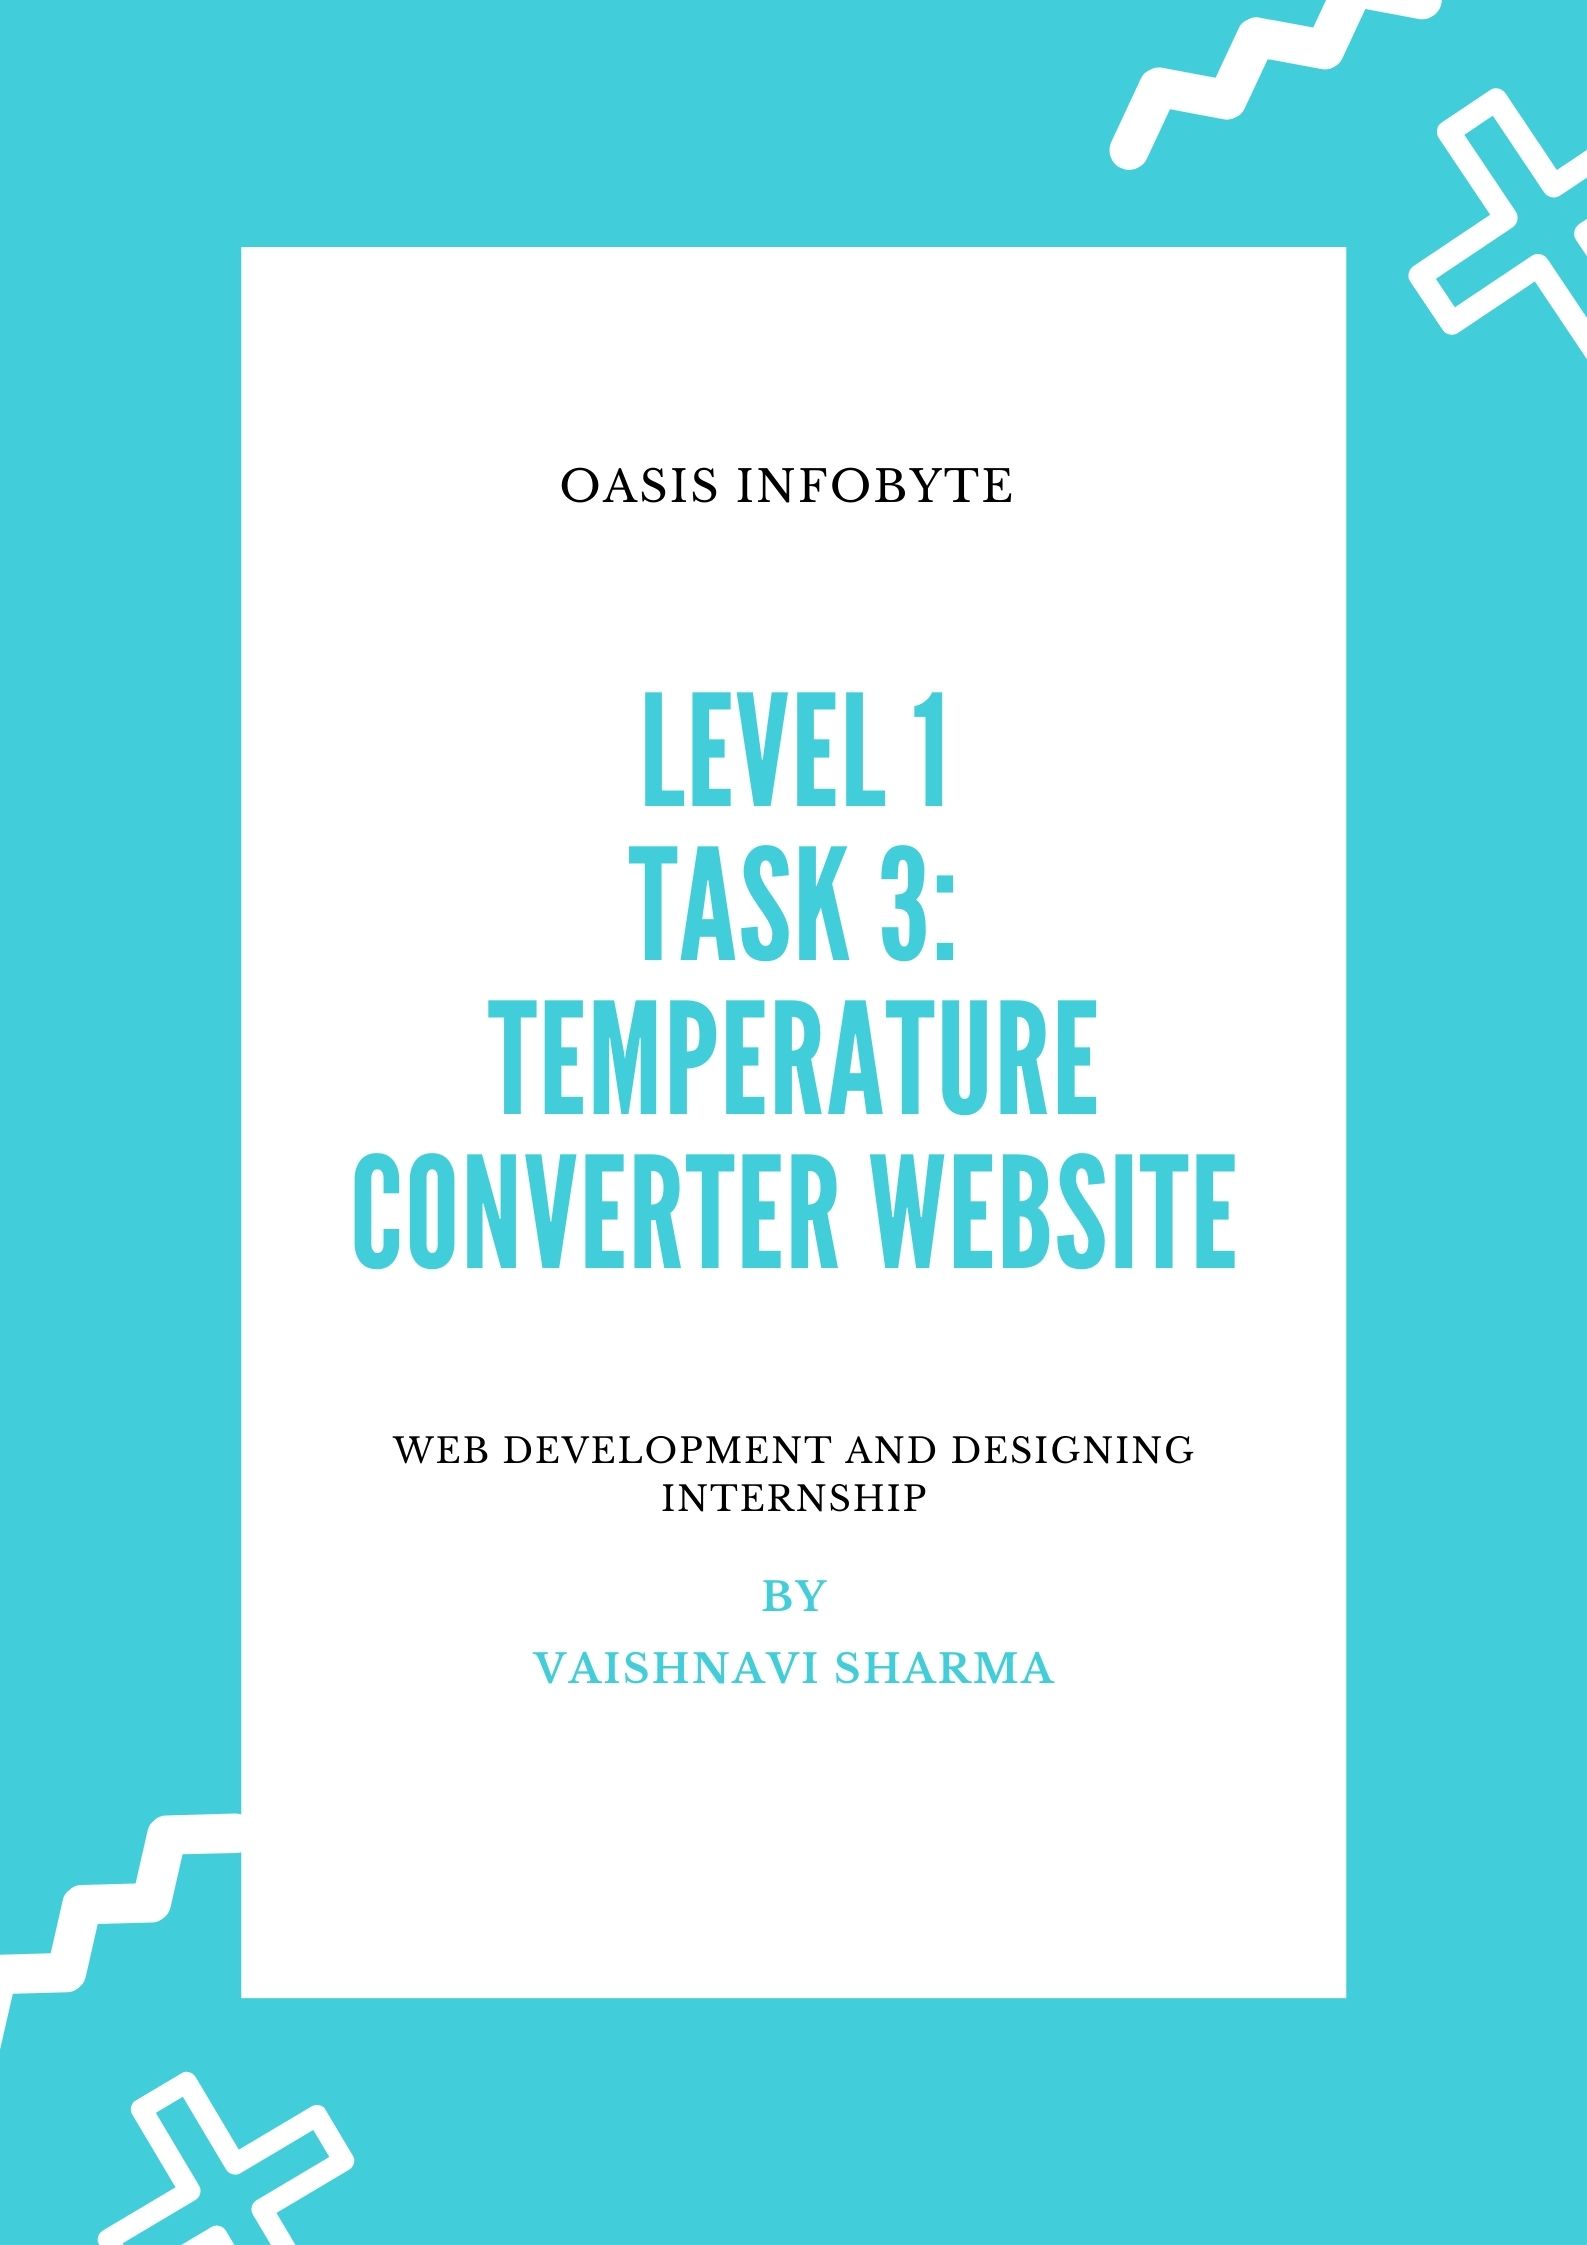 OASIS INFOBYTE
LEVEL 1
TASK 3:
TEMPERATURE
CONVERTER WEBSITE
WEB DEVELOPMENT AND DESIGNING
INTERNSHIP
BY
VAISHNAVI SHARMA